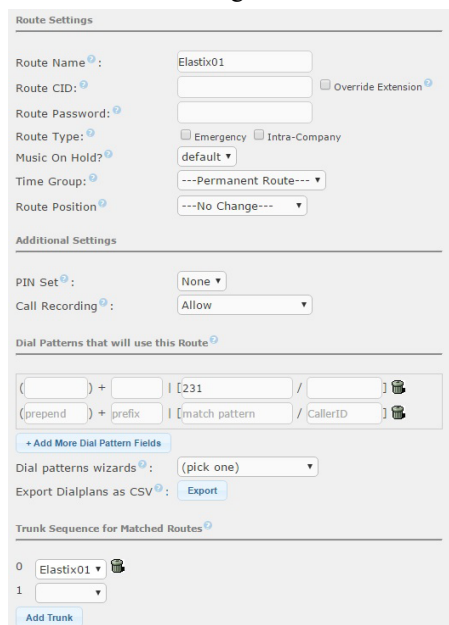 Route Settings
Route Name? : Elastix01
Route CID: ? Override Extension?
Route Password: ?
Route Type: ? Emergency Intra-Company
Music On Hold? ? default ▾
Time Group: ? ---Permanent Route--- ▾
Route Position? ---No Change--- ▾
Additional Settings
PIN Set? : None ▾
Call Recording? : Allow ▾
Dial Patterns that will use this Route?
( ) + | [231 / ]
(prepend ) + prefix | [match pattern / CallerID ]
+ Add More Dial Pattern Fields
Dial patterns wizards? : (pick one) ▾
Export Dialplans as CSV? : Export
Trunk Sequence for Matched Routes?
0 Elastix01 ▾
1 ▾
Add Trunk